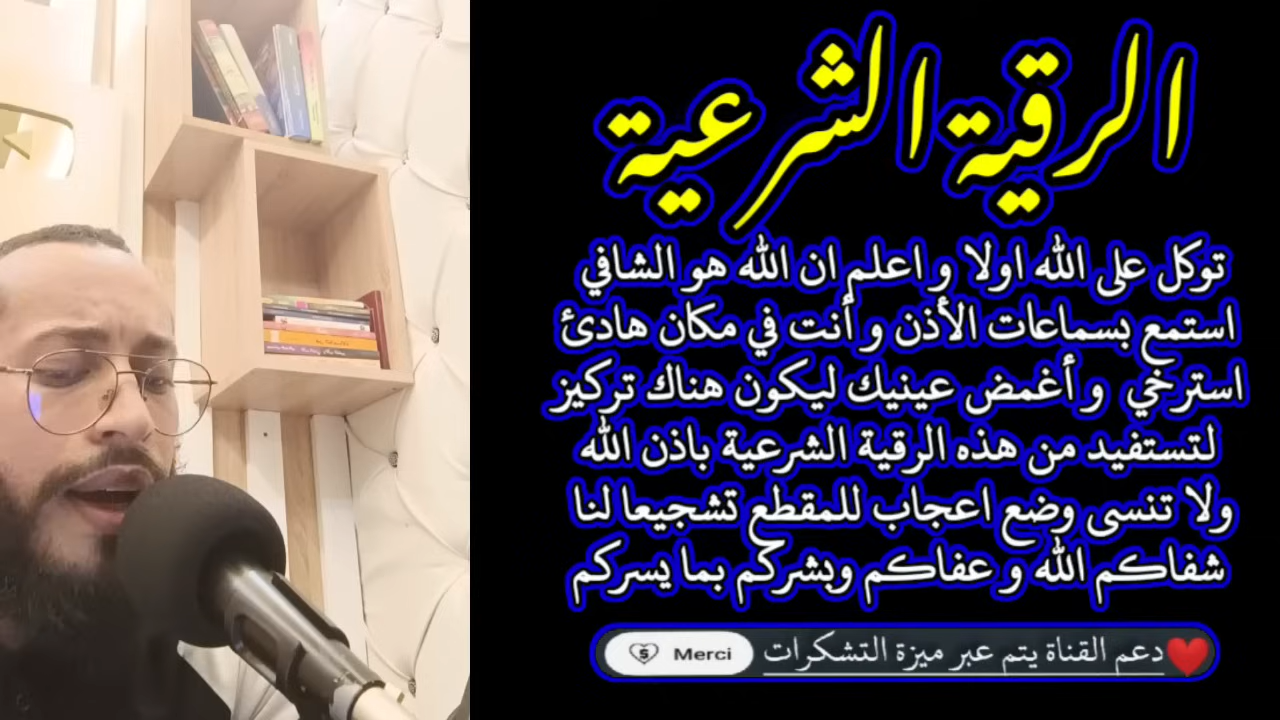 الرقية الشرعية
توكل على الله اولا و اعلم ان الله هو الشافي
استمع بسماعات الأذن و أنت في مكان هادئ
استرخي و أغمض عينيك ليكون هناك تركيز
لتستفيد من هذه الرقية الشرعية باذن الله
ولا تنسى وضع اعجاب للمقطع تشجيعا لنا
شفاكم الله و عفاكم وبشركم بما يسركم
دعم القناة يتم عبر ميزة التشكرات Merci